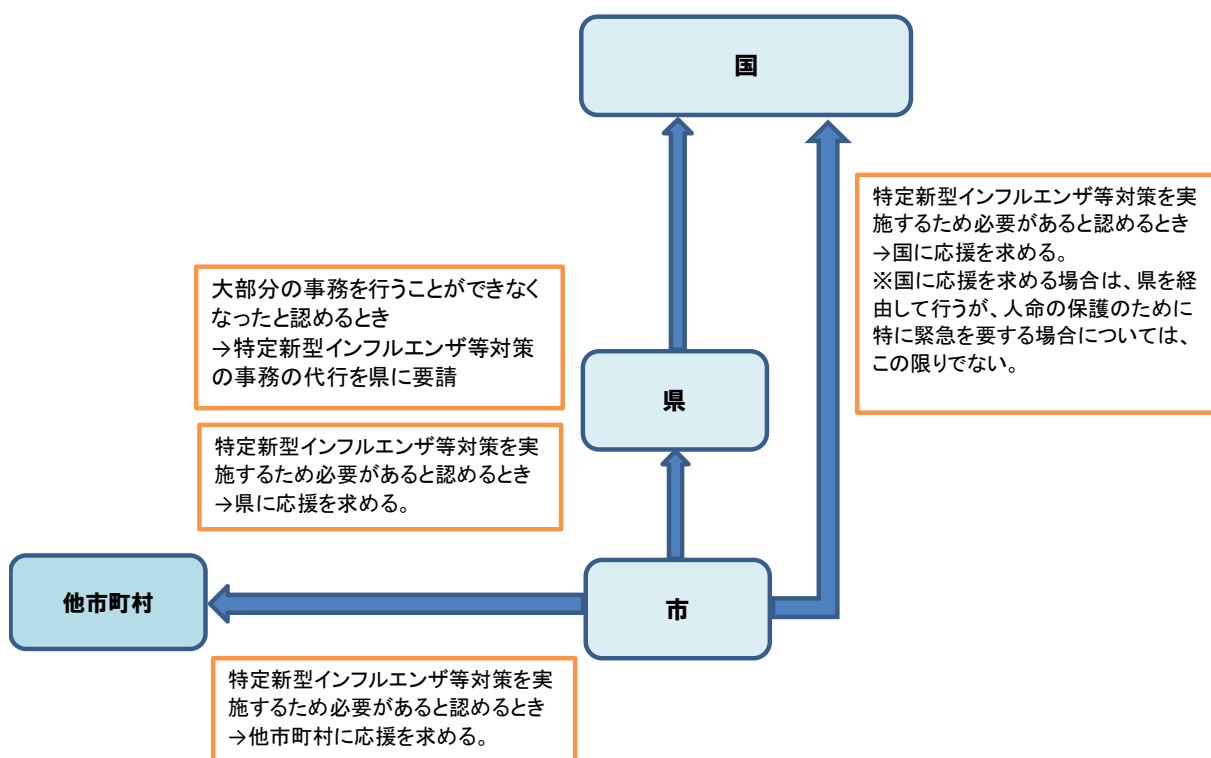 国
特定新型インフルエンザ等対策を実
施するため必要があると認めるとき
→国に応援を求める。
※国に応援を求める場合は、県を経
由して行うが、人命の保護のために
特に緊急を要する場合については、
この限りでない。
大部分の事務を行うことができなく
なったと認めるとき
→特定新型インフルエンザ等対策
の事務の代行を県に要請
県
特定新型インフルエンザ等対策を実
施するため必要があると認めるとき
→県に応援を求める。
他市町村
市
特定新型インフルエンザ等対策を実
施するため必要があると認めるとき
→他市町村に応援を求める。